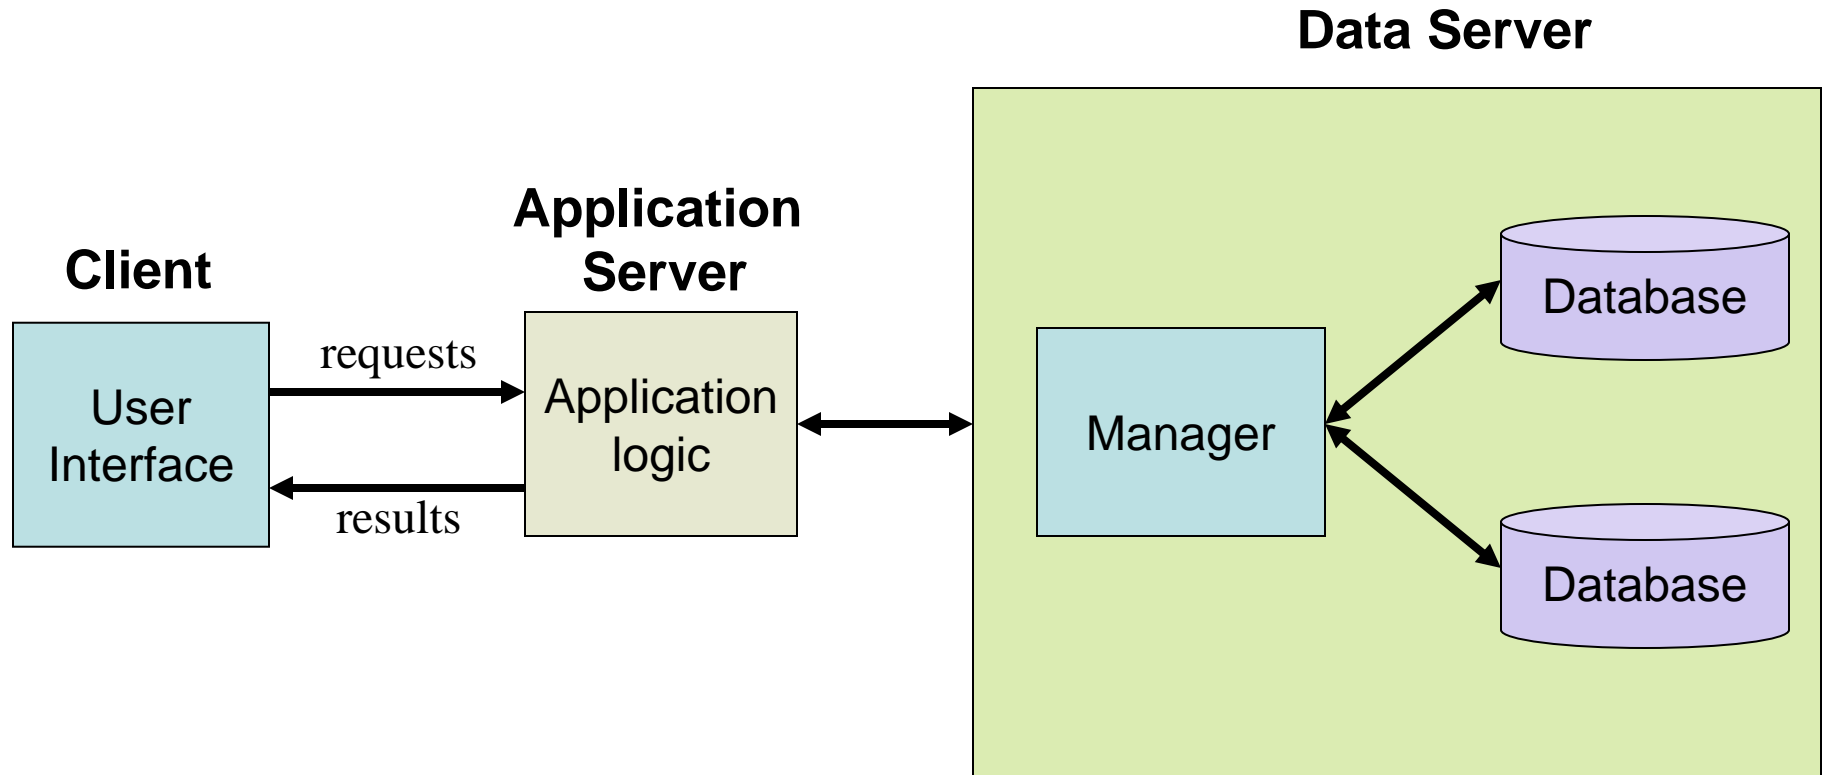 Data Server
Application
Server
Client
requests
User
Interface
results
Application
logic
Manager
Database
Database